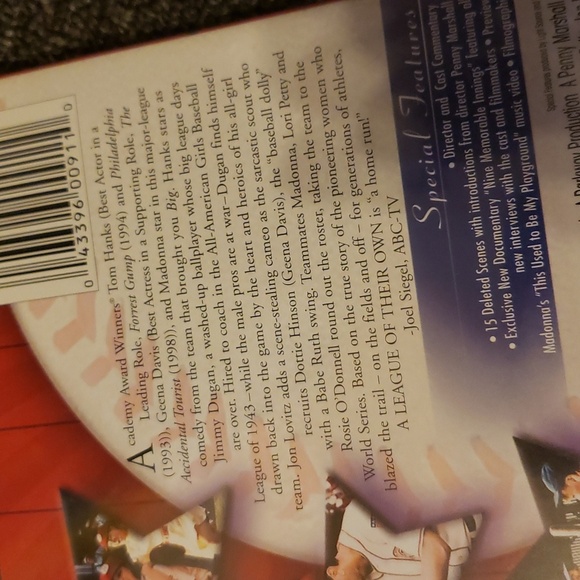 0 43396 00911 0
Academy Award Winners® Tom Hanks (Best Actor in a
Leading Role, Forrest Gump (1994) and Philadelphia
(1993)), Geena Davis (Best Actress in a Supporting Role, The
Accidental Tourist (1998)), and Madonna star in this major-league
comedy from the team that brought you Big. Hanks stars as
Jimmy Dugan, a washed-up ballplayer whose big league days
are over. Hired to coach in the All-American Girls Baseball
League of 1943 – while the male pros are at war – Dugan finds himself
drawn back into the game by the heart and heroics of his all-girl
team. Jon Lovitz adds a scene-stealing cameo as the sarcastic scout who
recruits Dottie Hinson (Geena Davis), the "baseball dolly"
with a Babe Ruth swing. Teammates Madonna, Lori Petty and
Rosie O'Donnell round out the roster, taking the team to the
World Series. Based on the true story of the pioneering women who
blazed the trail – on the fields and off – for generations of athletes,
A LEAGUE OF THEIR OWN is "a home run!"
-Joel Siegel, ABC-TV
Special Features
• Director and Cast Commentary
• 15 Deleted Scenes with introductions from director Penny Marshall
• Exclusive New Documentary "Nine Memorable Innings" featuring all
new interviews with the cast and filmmakers •
Madonna's "This Used to Be My Playground" music video •
Production A Penny Marshall